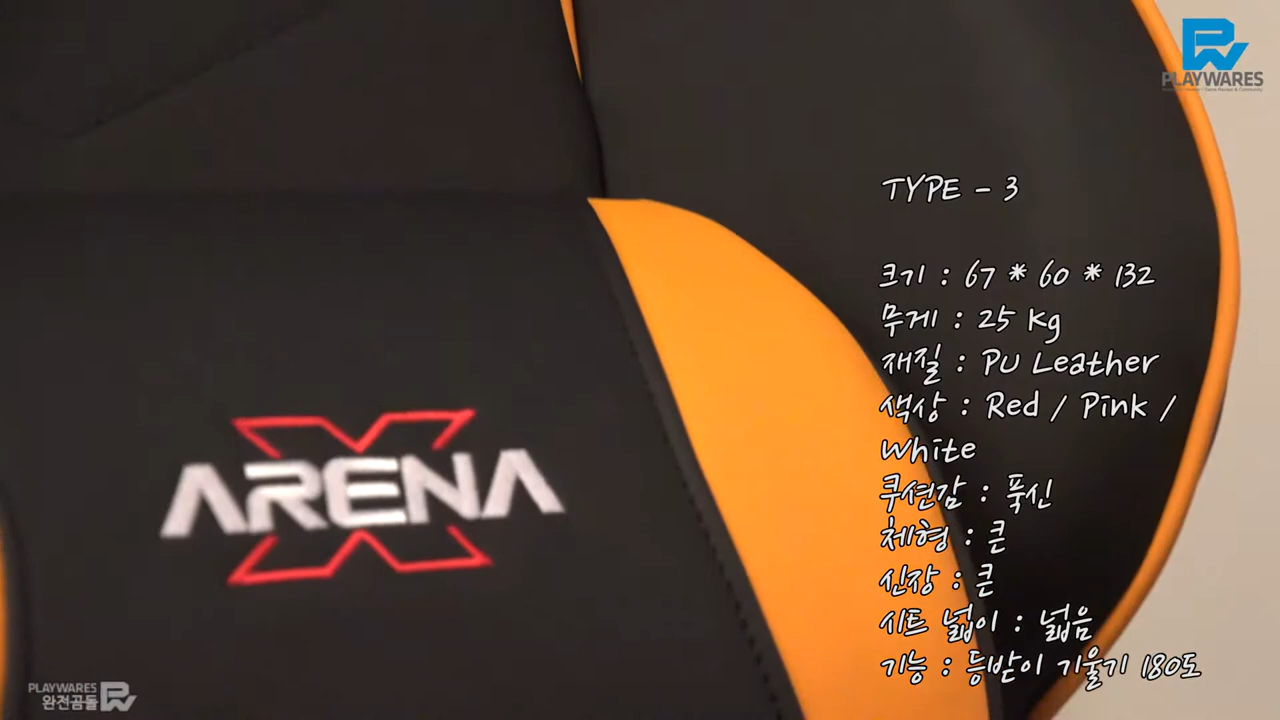 PLAYWARES
TYPE - 3
크기 : 67 * 60 * 132
무게 : 25 Kg
재질 : PU Leather
색상 : Red / Pink /
White
쿠션감 : 푹신
체형 : 큰
신장 : 큰
시트 넓이 : 넓음
기능 : 등받이 기울기 180도
ARENA
X
PLAYWARES
완전곰돌